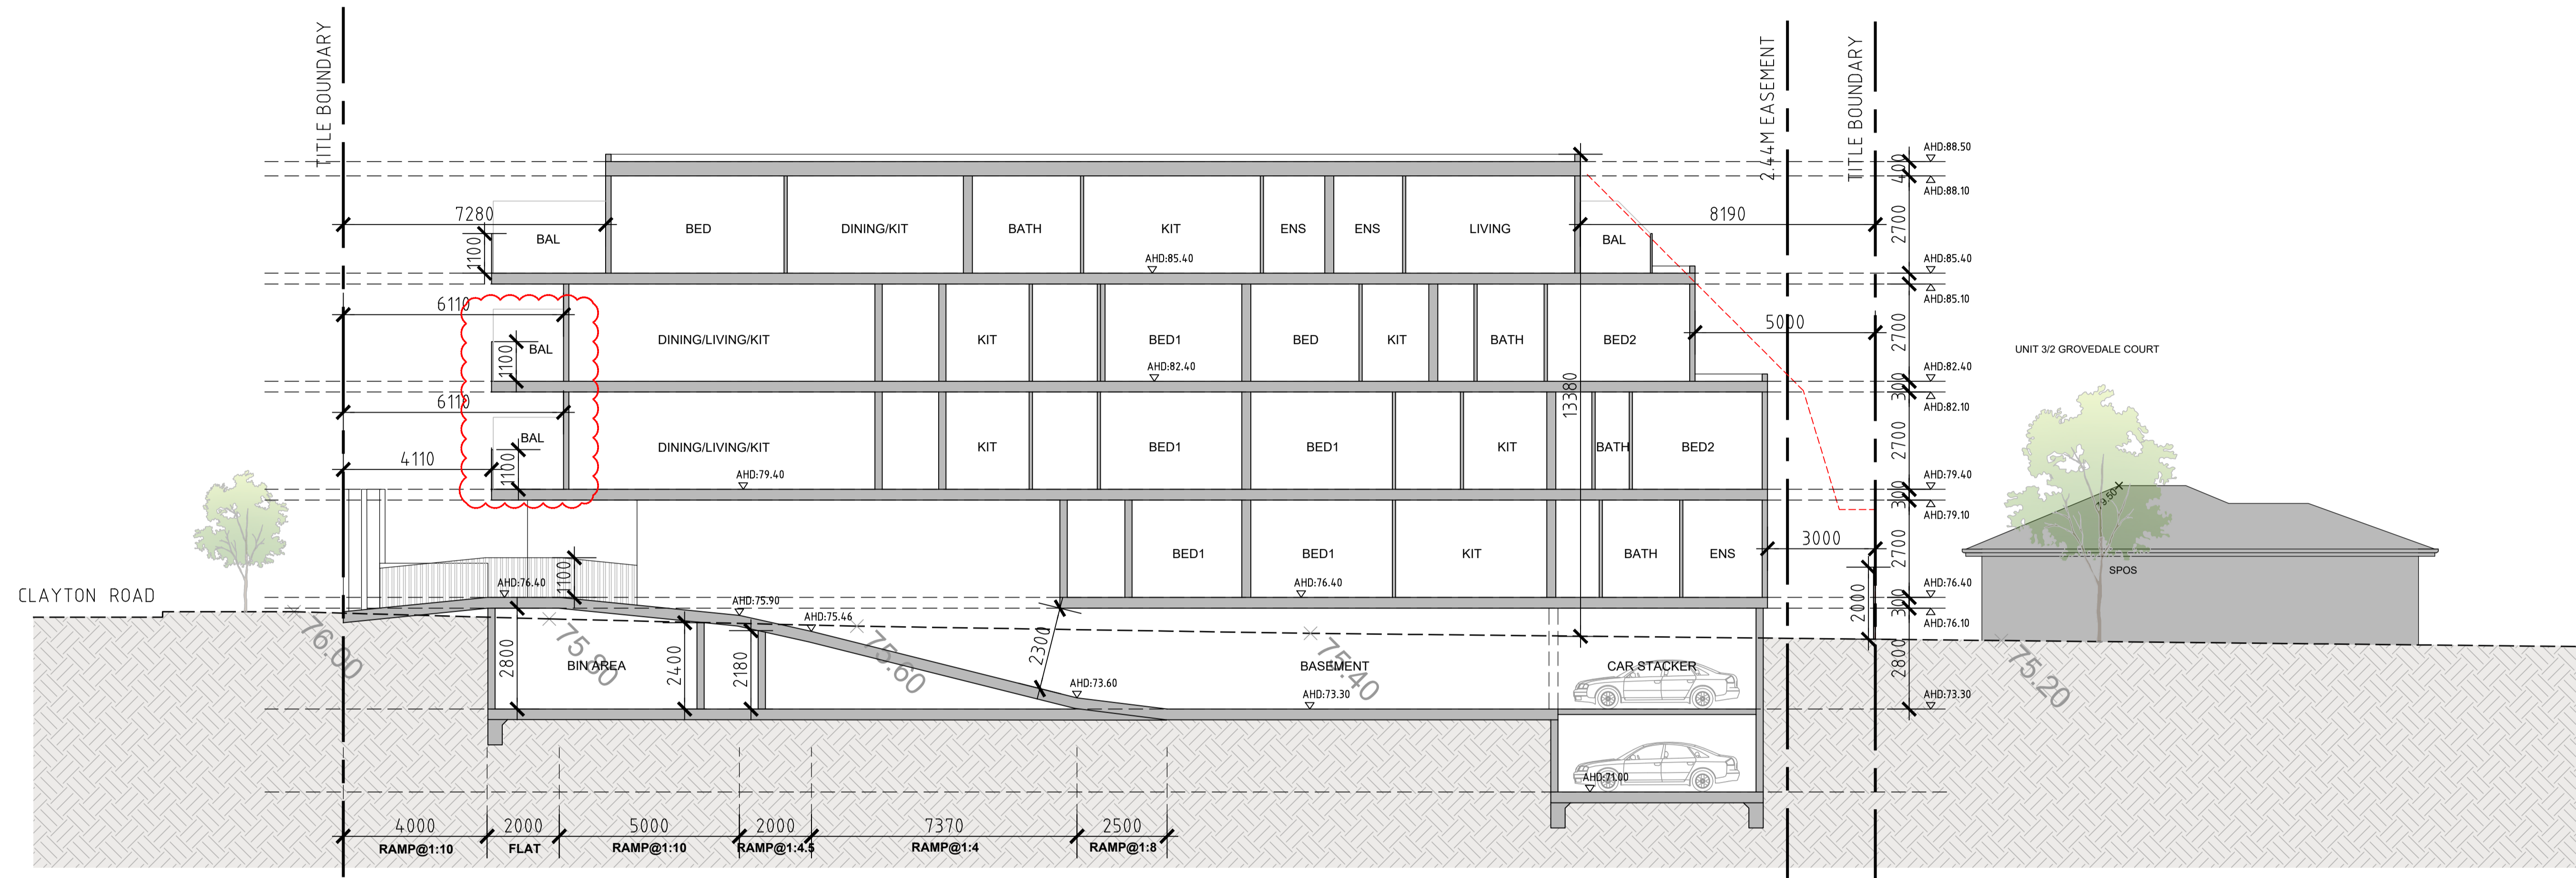 TITLE BOUNDARY
2.44M EASEMENT
TITLE BOUNDARY
AHD:88.50
400
AHD:88.10
7280
8190
2700
BAL
BED
DINING/KIT
BATH
KIT
ENS
ENS
LIVING
BAL
1100
AHD:85.40
AHD:85.40
300
AHD:85.10
6110
5000
2700
1100
BAL
DINING/LIVING/KIT
KIT
BED1
BED
KIT
BATH
BED2
UNIT 3/2 GROVEDALE COURT
AHD:82.40
AHD:82.40
300
AHD:82.10
6110
13380
2700
4110
1100
BAL
DINING/LIVING/KIT
KIT
BED1
BED1
KIT
BATH
BED2
AHD:79.40
AHD:79.40
300
AHD:79.10
79.50
3000
2700
1100
BED1
BED1
KIT
BATH
ENS
SPOS
CLAYTON ROAD
AHD:76.40
AHD:76.40
AHD:76.40
2000
300
AHD:76.10
AHD:75.90
AHD:75.46
76.00
75.80
75.60
75.40
75.20
2800
BIN AREA
2400
2180
2300
BASEMENT
CAR STACKER
2800
AHD:73.60
AHD:73.30
AHD:73.30
AHD:71.00
4000
2000
5000
2000
7370
2500
RAMP@1:10
FLAT
RAMP@1:10
RAMP@1:4.5
RAMP@1:4
RAMP@1:8